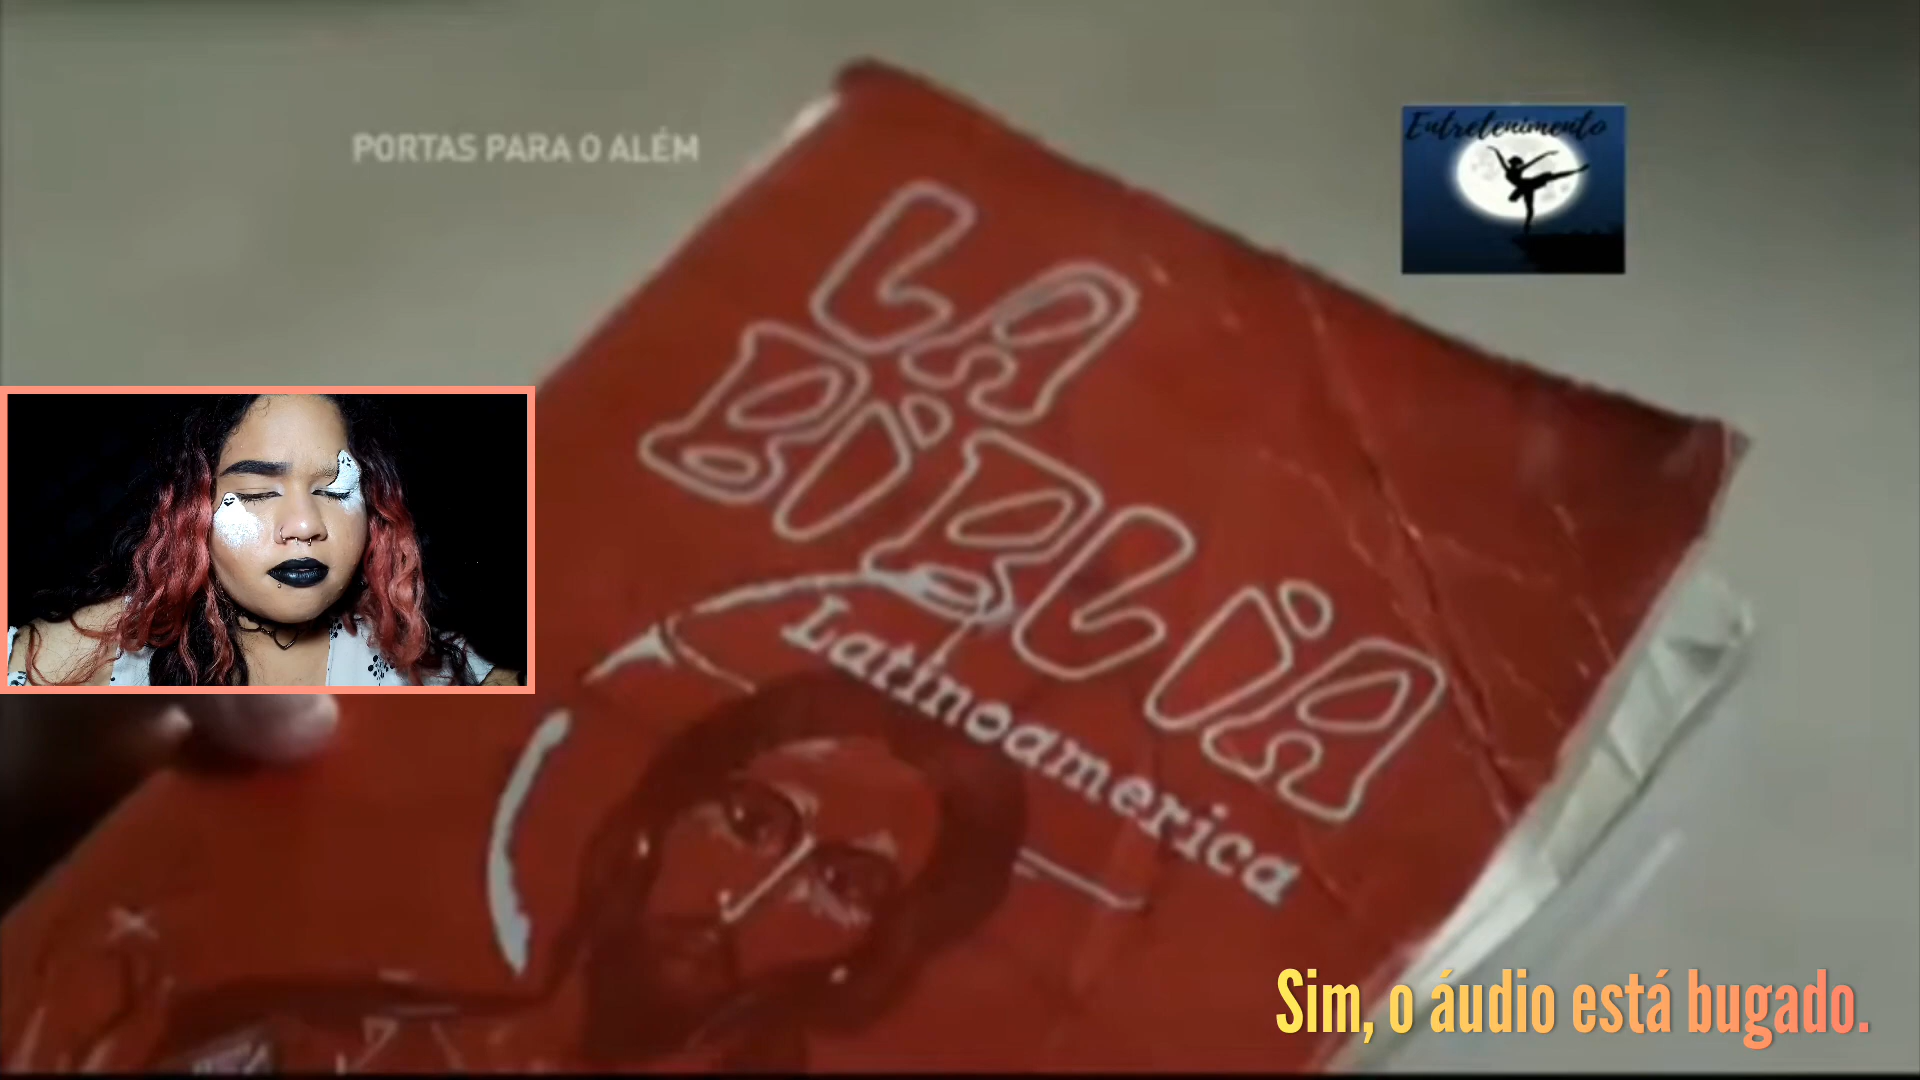 PORTAS PARA O ALÉM
Entretenimento
LA
BIBLIA
Latinoamerica
Sim, o áudio está bugado.